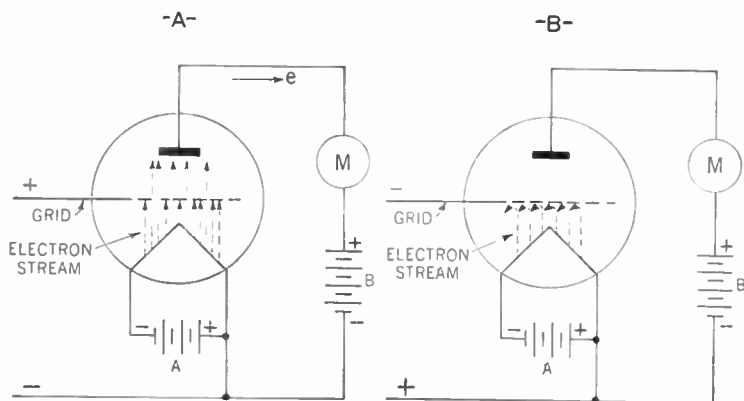 -A-
e
M
+
GRID
ELECTRON
STREAM
+
B
-
- +
A
-
-B-
M
-
GRID
ELECTRON
STREAM
+
B
-
- +
A
+